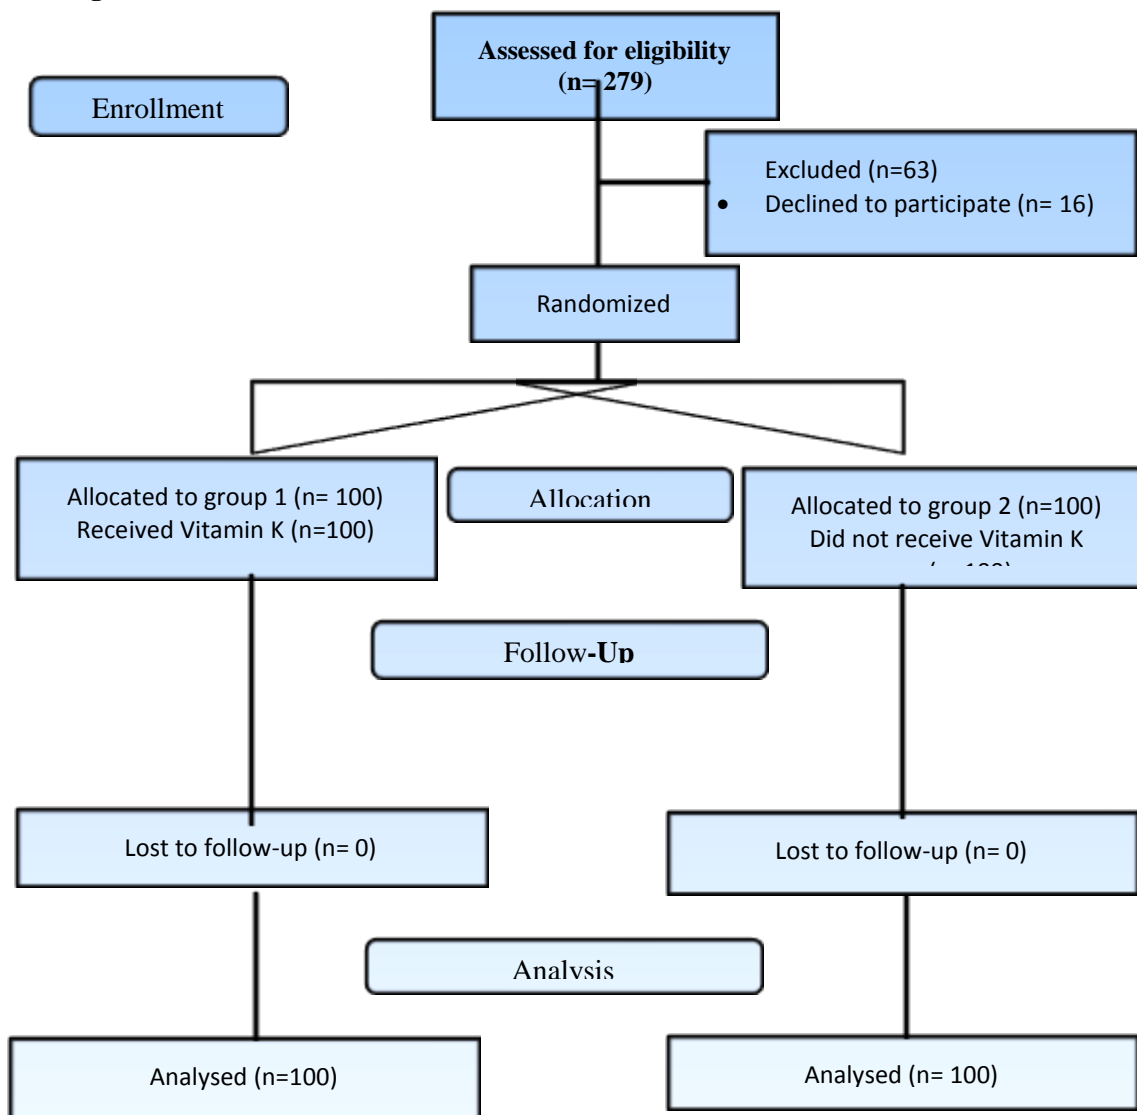 Assessed for eligibility
(n= 279)
Enrollment
Excluded (n=63)
• Declined to participate (n= 16)
Randomized
Allocated to group 1 (n= 100)
Received Vitamin K (n=100)
Allocation
Allocated to group 2 (n=100)
Did not receive Vitamin K
Follow-Up
Lost to follow-up (n= 0)
Lost to follow-up (n= 0)
Analysis
Analysed (n=100)
Analysed (n= 100)